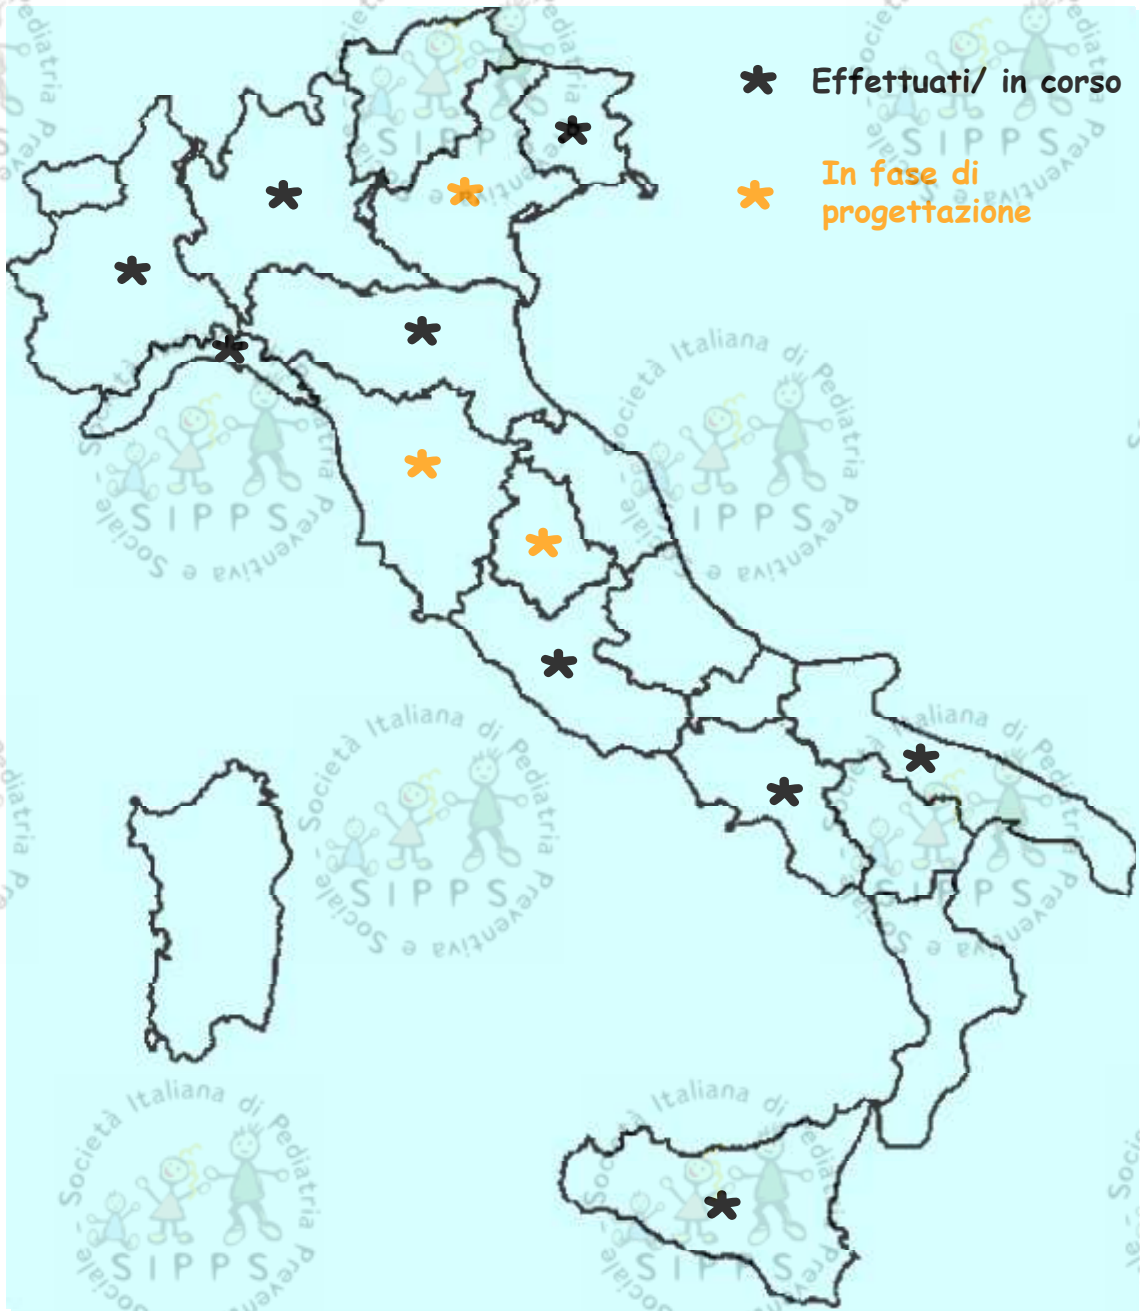 Effettuati/ in corso
In fase di
progettazione
Società Italiana di Pediatria Preventiva e Sociale -
SIPPS